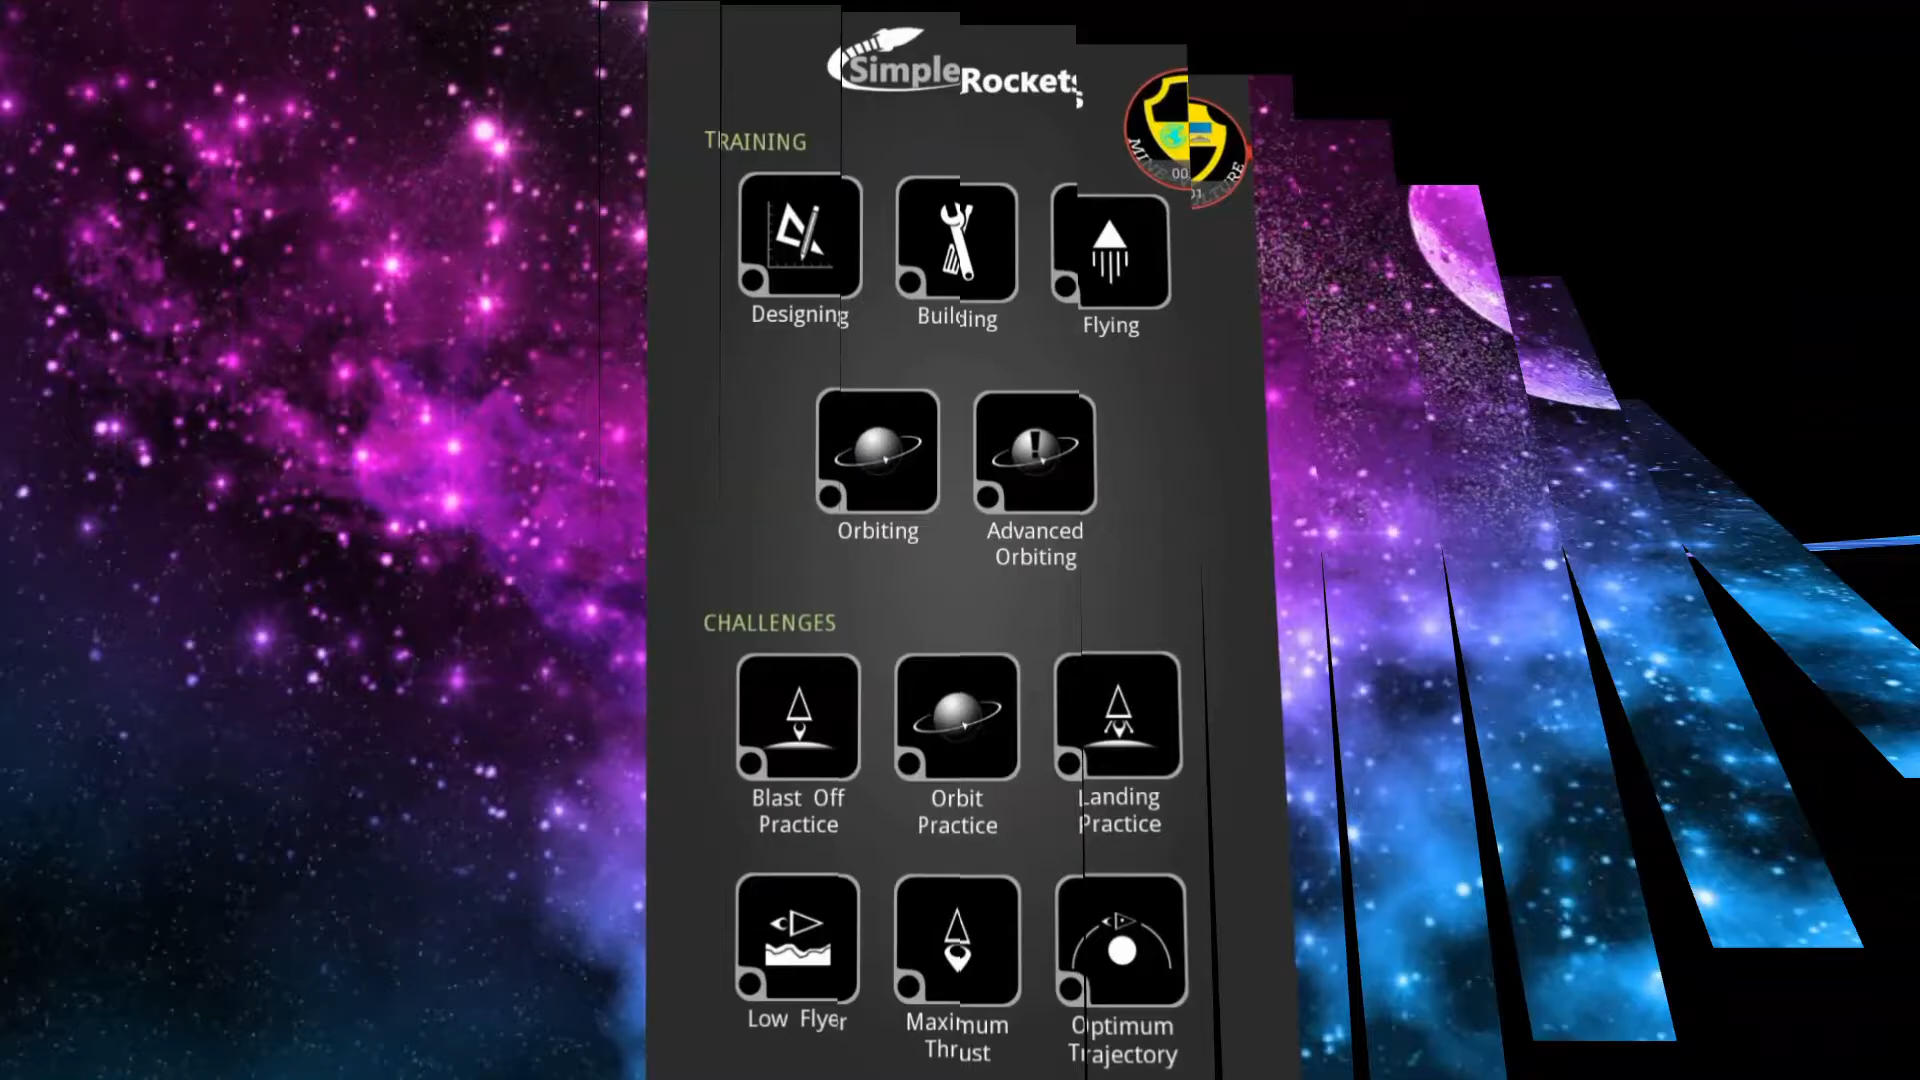 SimpleRockets
TRAINING
Designing
Building
Flying
Orbiting
Advanced
Orbiting
CHALLENGES
Blast Off
Practice
Orbit
Practice
Landing
Practice
Low Flyer
Maximum
Thrust
Optimum
Trajectory